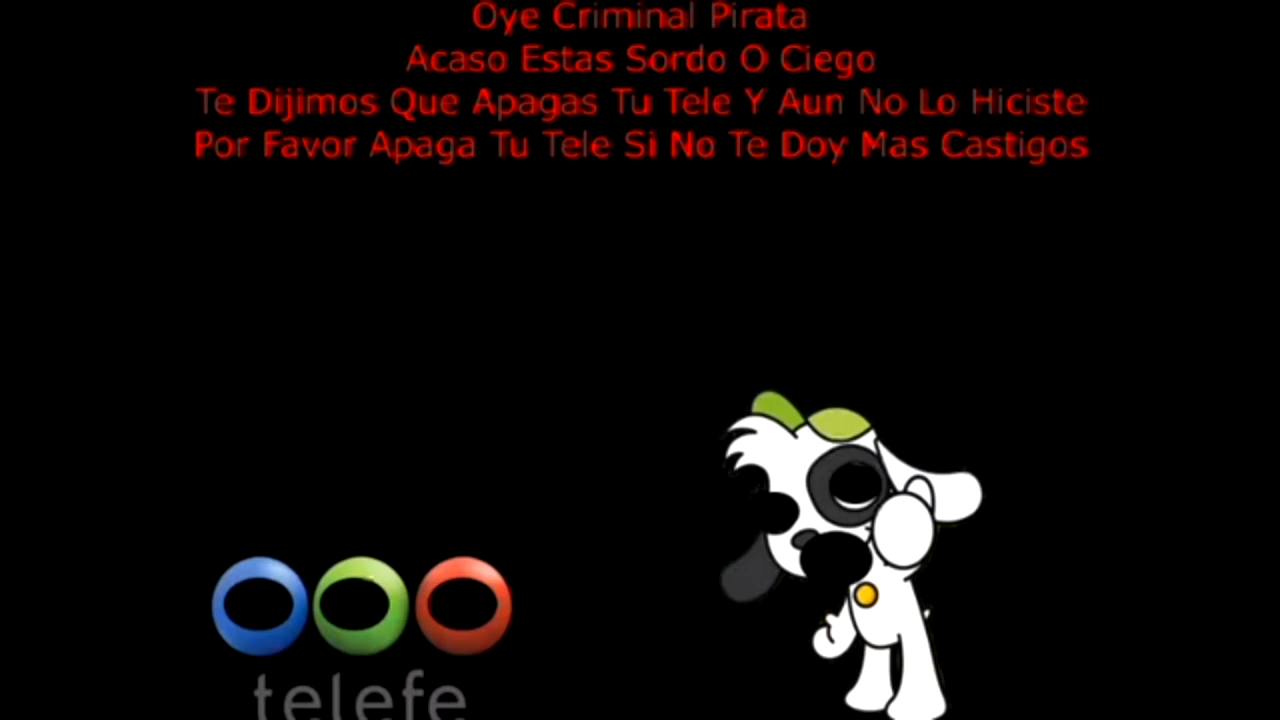 Oye Criminal Pirata
Acaso Estas Sordo O Ciego
Te Dijimos Que Apagas Tu Tele Y Aun No Lo Hiciste
Por Favor Apaga Tu Tele Si No Te Doy Mas Castigos
telefe